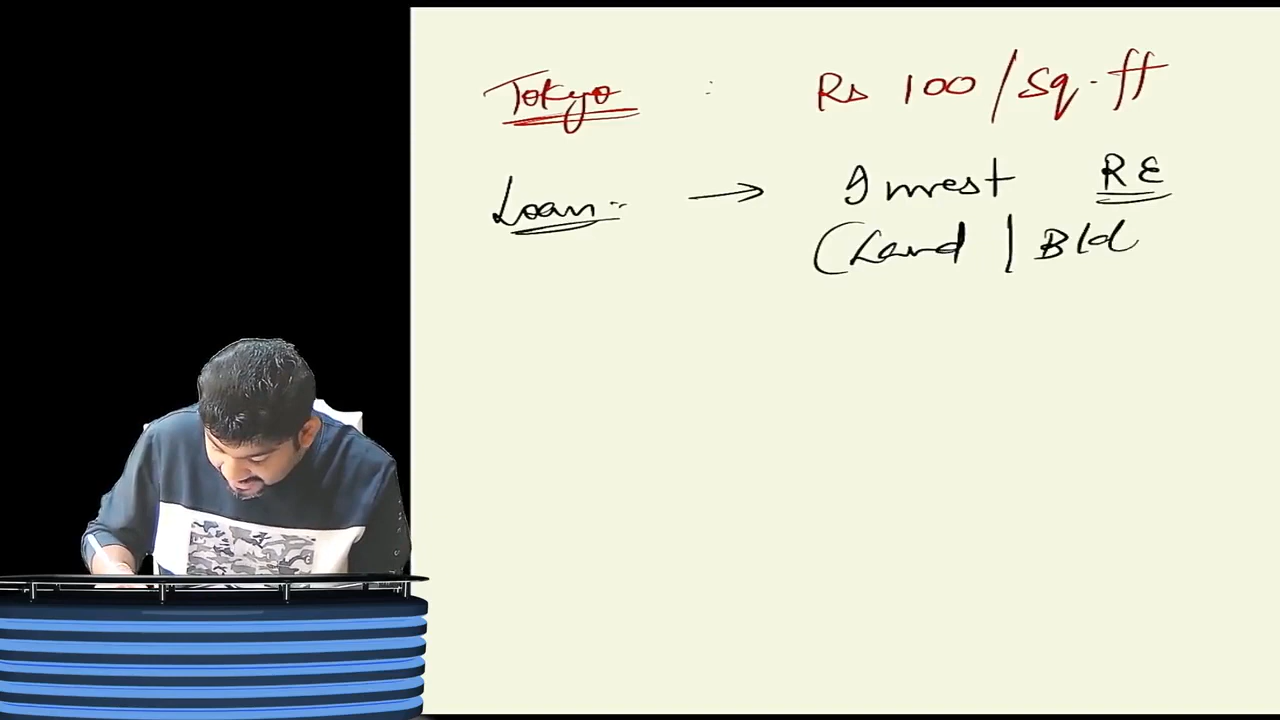 Tokyo : Rs 100/sq.ft
Loan:- → Invest RE
(Land | Bld